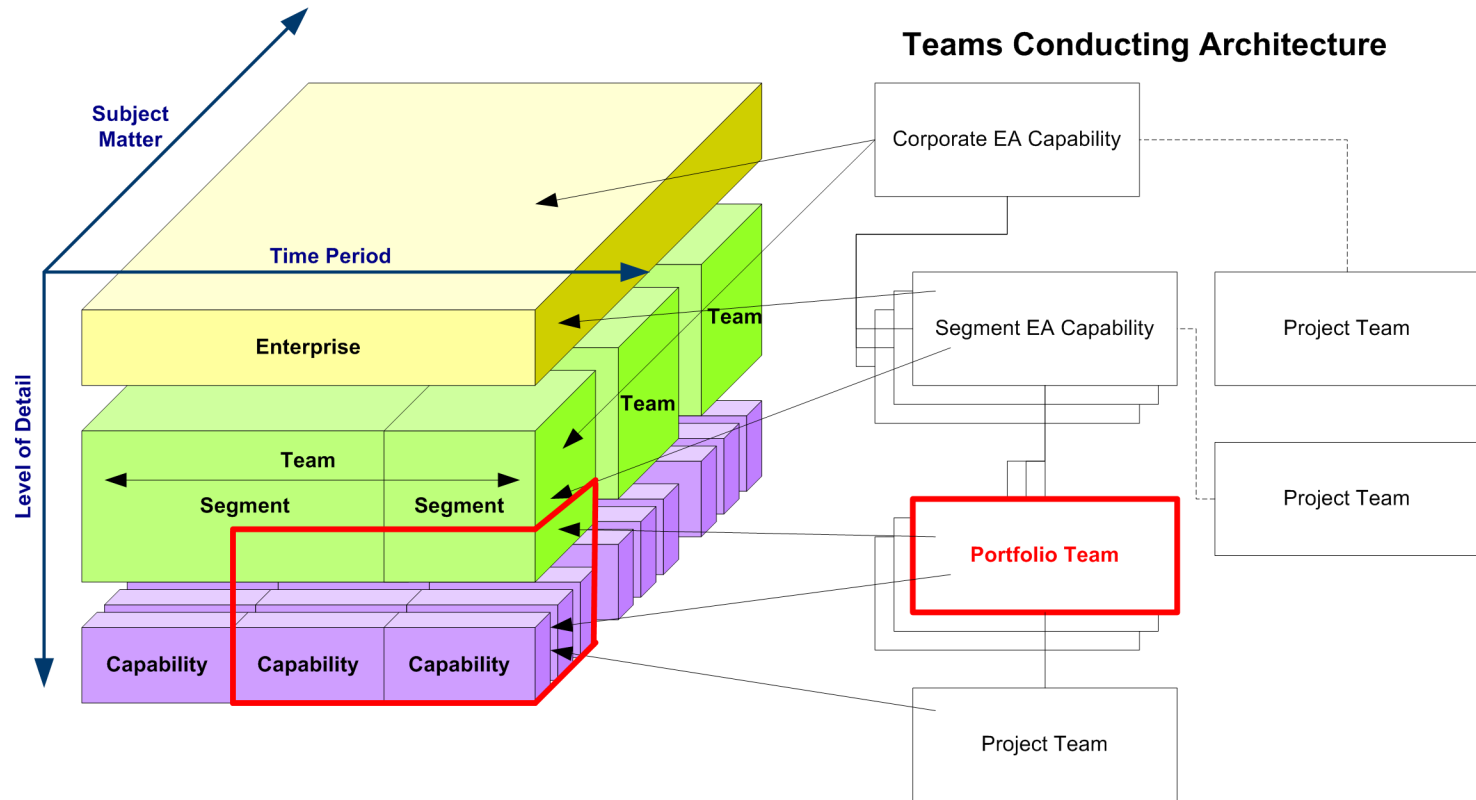 Teams Conducting Architecture
Subject
Matter
Corporate EA Capability
Time Period
Team
Segment EA Capability
Project Team
Enterprise
Team
Level of Detail
Team
Segment
Segment
Project Team
Portfolio Team
Capability
Capability
Capability
Project Team